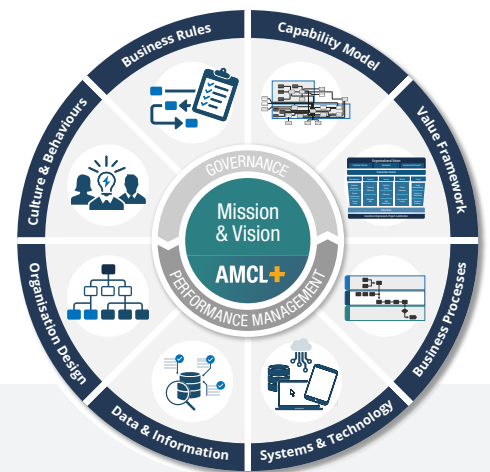 Business Rules
Capability Model
Value Framework
Business Processes
Systems & Technology
Data & Information
Organisation Design
Culture & Behaviours
GOVERNANCE
Mission
& Vision
AMCL+
PERFORMANCE MANAGEMENT